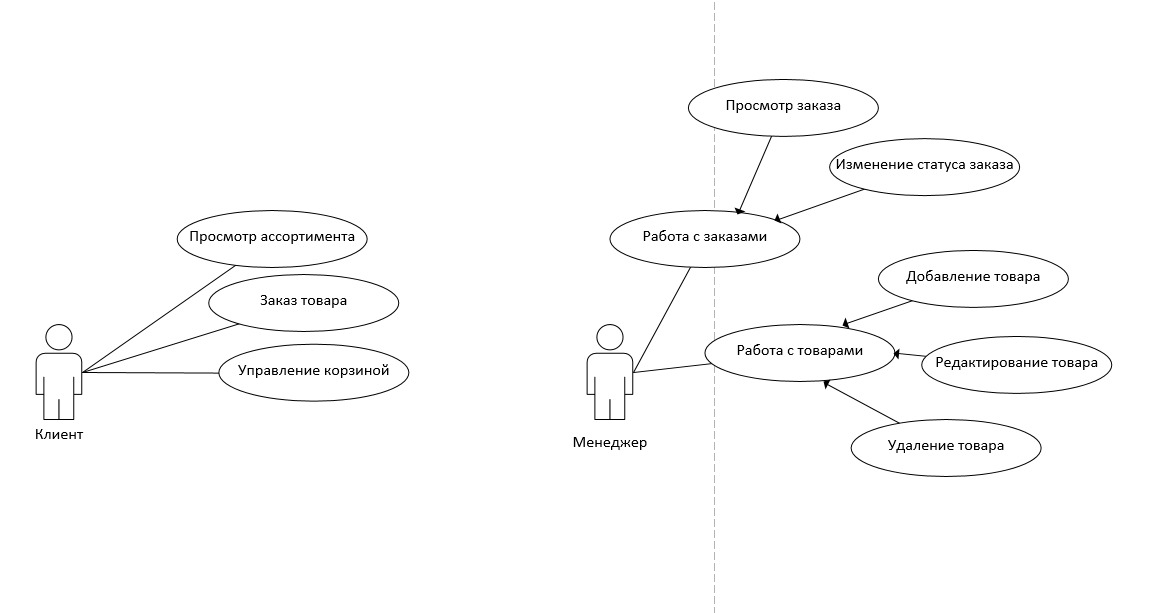 Просмотр ассортимента
Заказ товара
Управление корзиной
Клиент
Просмотр заказа
Изменение статуса заказа
Работа с заказами
Добавление товара
Работа с товарами
Редактирование товара
Удаление товара
Менеджер